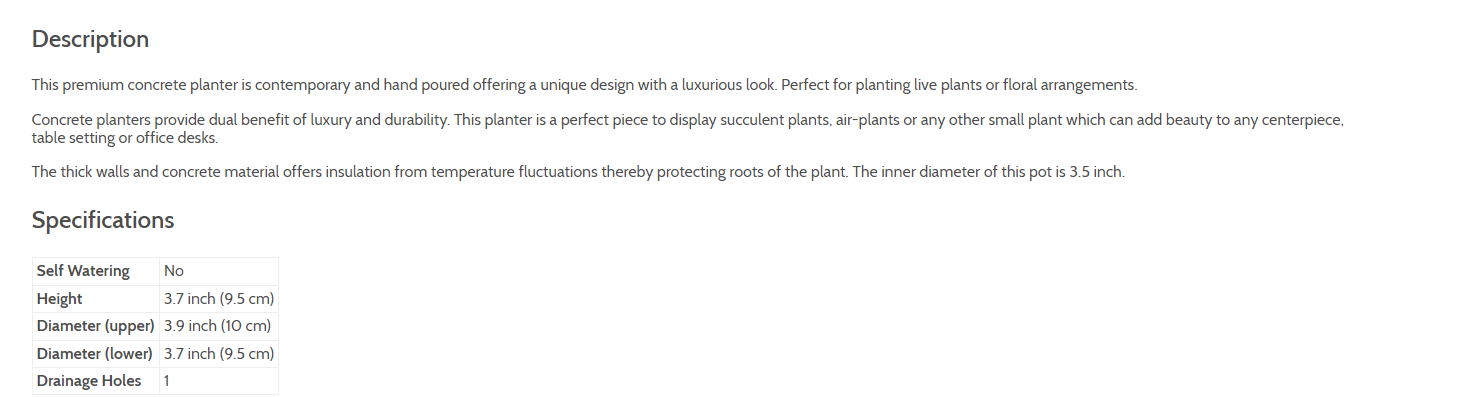 Description
This premium concrete planter is contemporary and hand poured offering a unique design with a luxurious look. Perfect for planting live plants or floral arrangements.
Concrete planters provide dual benefit of luxury and durability. This planter is a perfect piece to display succulent plants, air-plants or any other small plant which can add beauty to any centerpiece,
table setting or office desks.
The thick walls and concrete material offers insulation from temperature fluctuations thereby protecting roots of the plant. The inner diameter of this pot is 3.5 inch.
Specifications
Self Watering No
Height 3.7 inch (9.5 cm)
Diameter (upper) 3.9 inch (10 cm)
Diameter (lower) 3.7 inch (9.5 cm)
Drainage Holes 1